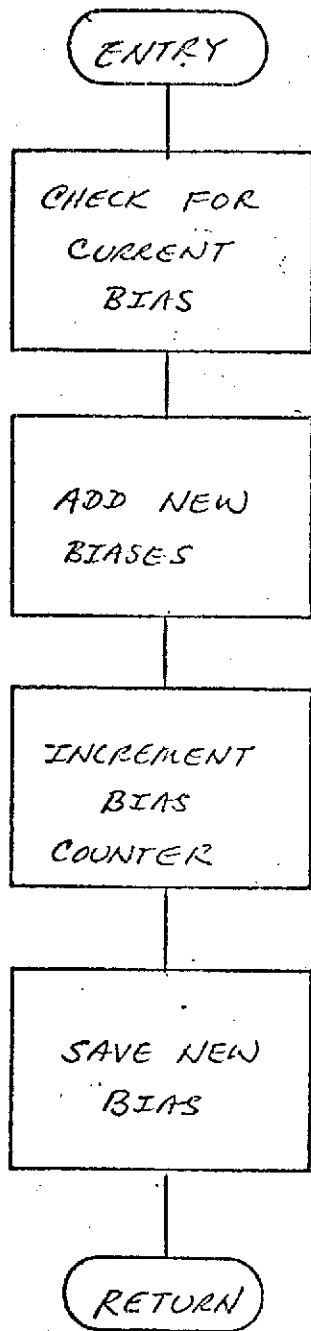 ENTRY
CHECK FOR
CURRENT
BIAS
ADD NEW
BIASES
INCREMENT
BIAS
COUNTER
SAVE NEW
BIAS
RETURN